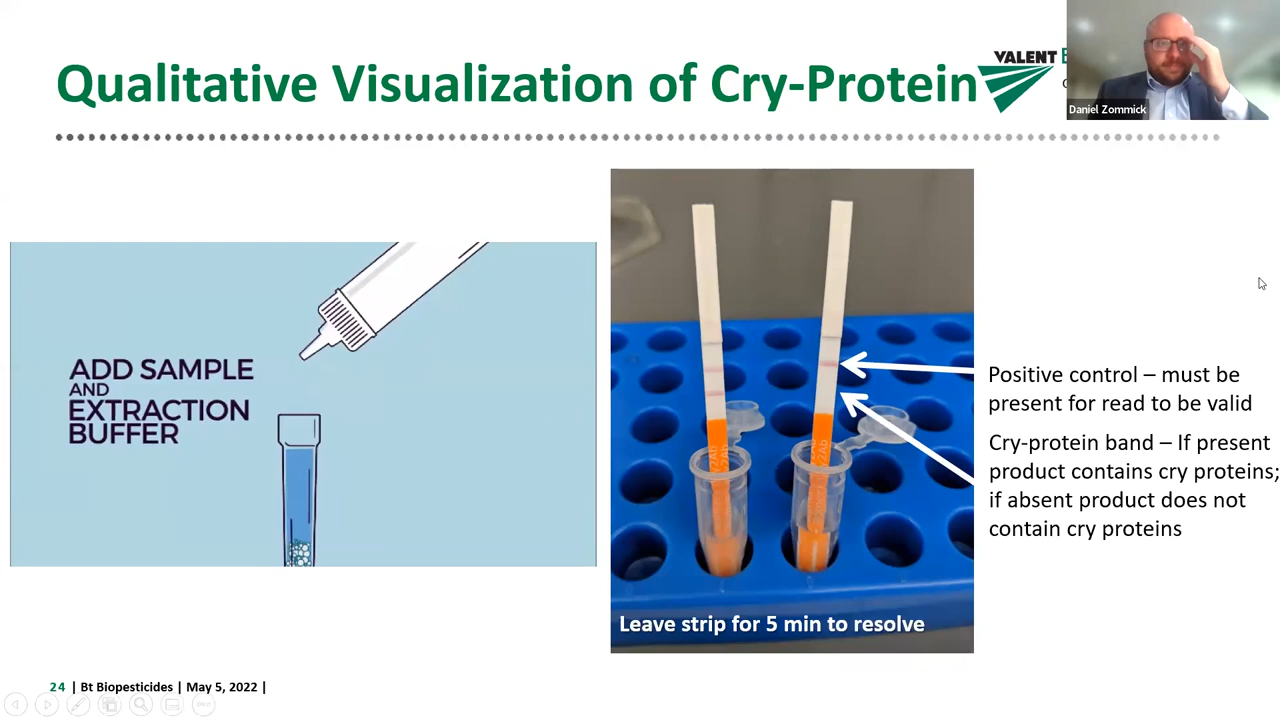 Qualitative Visualization of Cry-Protein
VALENT
Daniel Zommick
ADD SAMPLE
AND
EXTRACTION
BUFFER
Positive control – must be
present for read to be valid
Cry-protein band – If present
product contains cry proteins;
if absent product does not
contain cry proteins
Leave strip for 5 min to resolve
24 | Bt Biopesticides | May 5, 2022 |